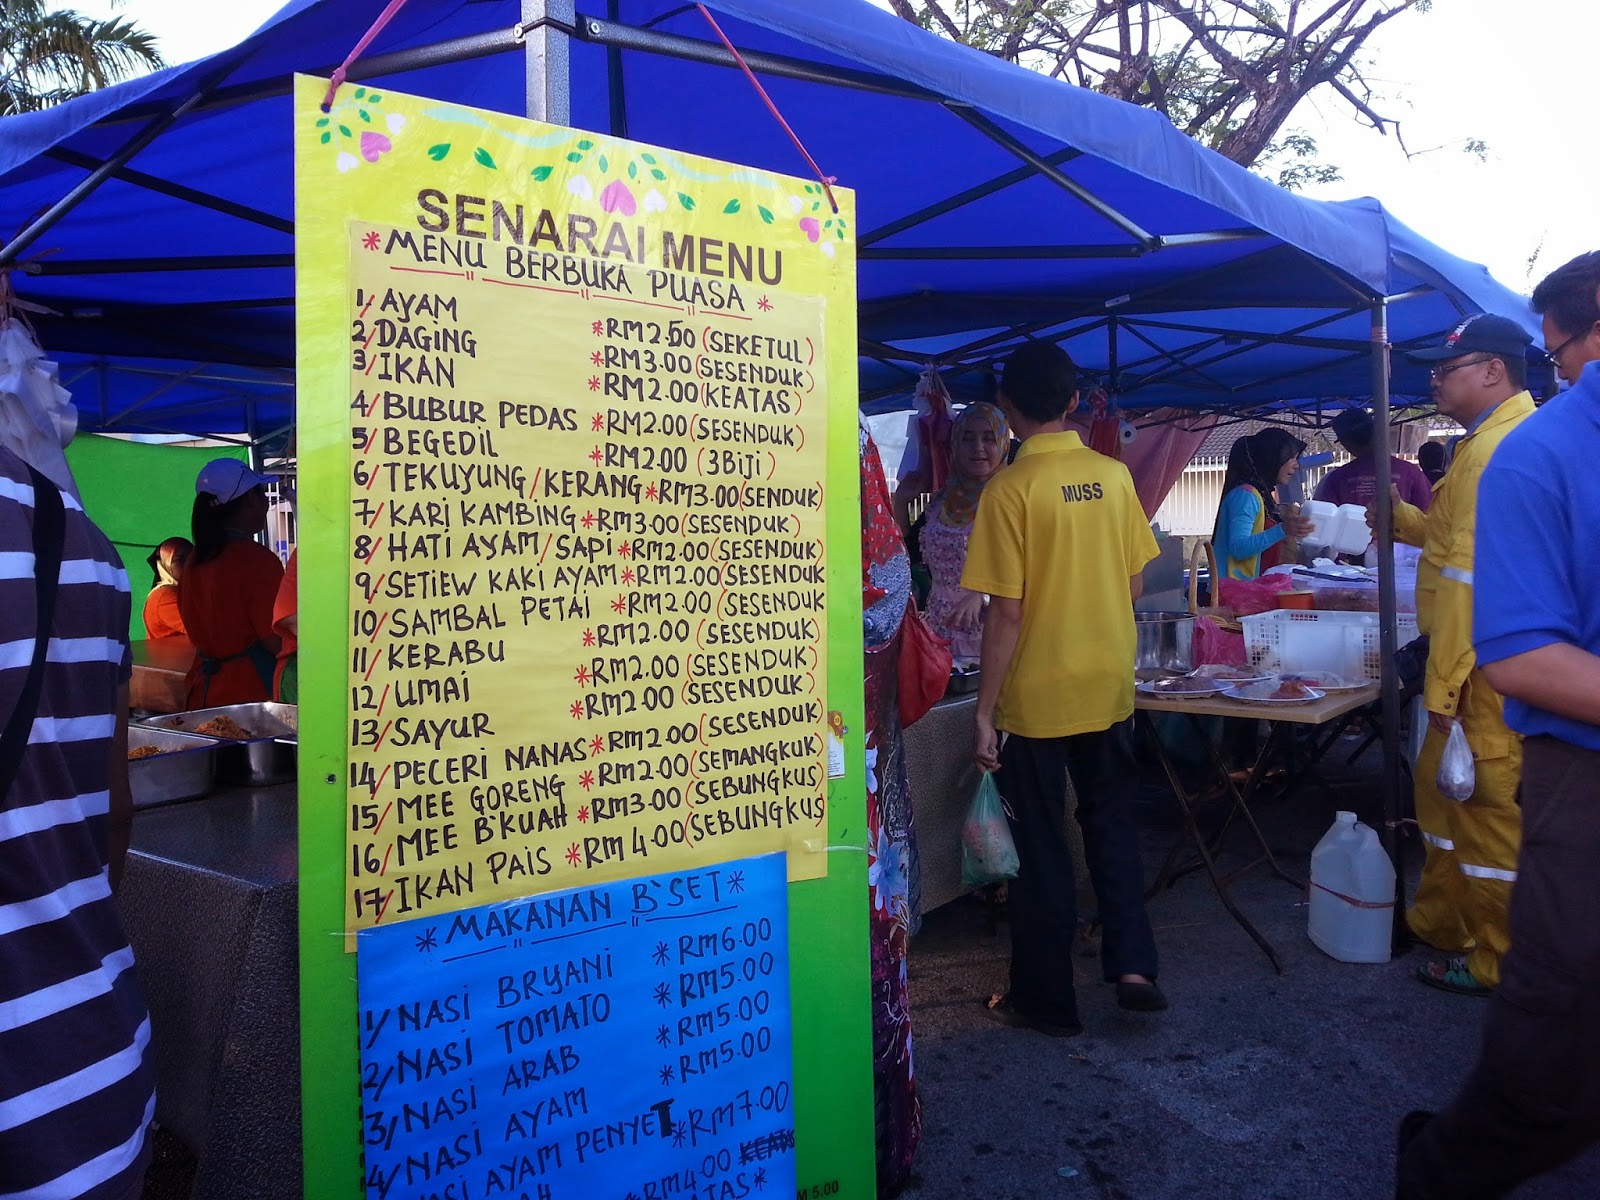 SENARAI MENU
*MENU BERBUKA PUASA*
1/ AYAM *RM2.50 (SEKETUL)
2/ DAGING *RM3.00 (SESENDUK)
3/ IKAN *RM2.00 (KEATAS)
4/ BUBUR PEDAS *RM2.00 (SESENDUK)
5/ BEGEDIL *RM2.00 (3BIJI)
6/ TEKUYUNG/KERANG *RM3.00 (SENDUK)
7/ KARI KAMBING *RM3.00 (SESENDUK)
8/ HATI AYAM/SAPI *RM2.00 (SESENDUK)
9/ SETIEW KAKI AYAM *RM2.00 (SESENDUK
10/ SAMBAL PETAI *RM2.00 (SESENDUK
11/ KERABU *RM2.00 (SESENDUK)
12/ UMAI *RM2.00 (SESENDUK)
13/ SAYUR *RM2.00 (SESENDUK)
14/ PECERI NANAS *RM2.00 (SESENDUK)
15/ MEE GORENG *RM2.00 (SEMANGKUK)
16/ MEE B'KUAH *RM3.00 (SEBUNGKUS)
17/ IKAN PAIS *RM4.00 (SEBUNGKUS)
*MAKANAN B'SET*
1/ NASI BRYANI *RM6.00
2/ NASI TOMATO *RM5.00
3/ NASI ARAB *RM5.00
4/ NASI AYAM *RM5.00
NASI AYAM PENYET *RM7.00
*RM4.00
ATAS*
5.00
MUSS